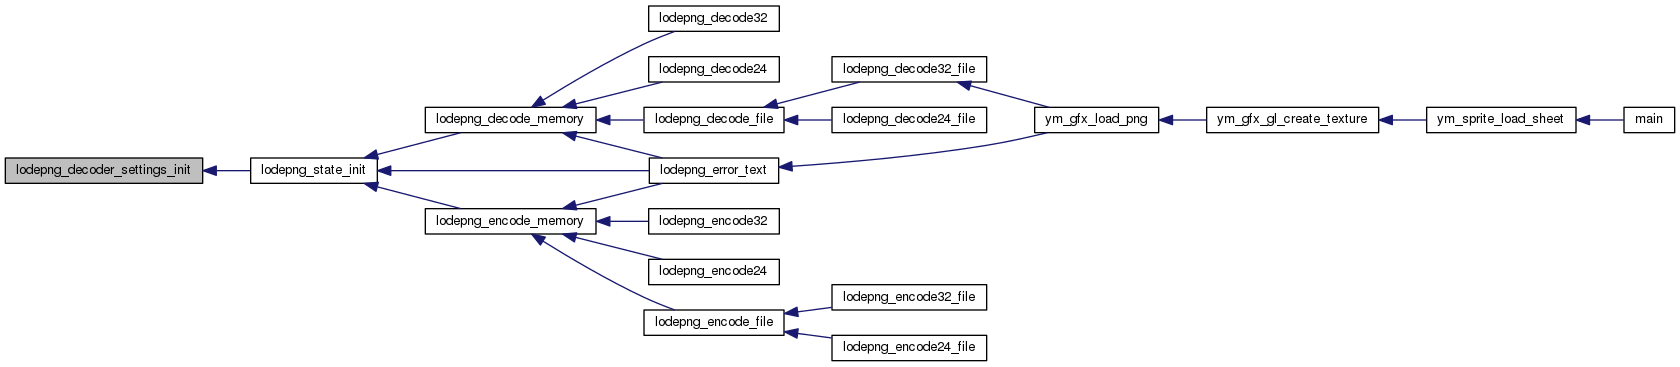 lodepng_decode32
lodepng_decode24
lodepng_decode32_file
lodepng_decode_memory
lodepng_decode_file
lodepng_decode24_file
ym_gfx_load_png
ym_gfx_gl_create_texture
ym_sprite_load_sheet
main
lodepng_decoder_settings_init
lodepng_state_init
lodepng_error_text
lodepng_encode_memory
lodepng_encode32
lodepng_encode24
lodepng_encode32_file
lodepng_encode_file
lodepng_encode24_file